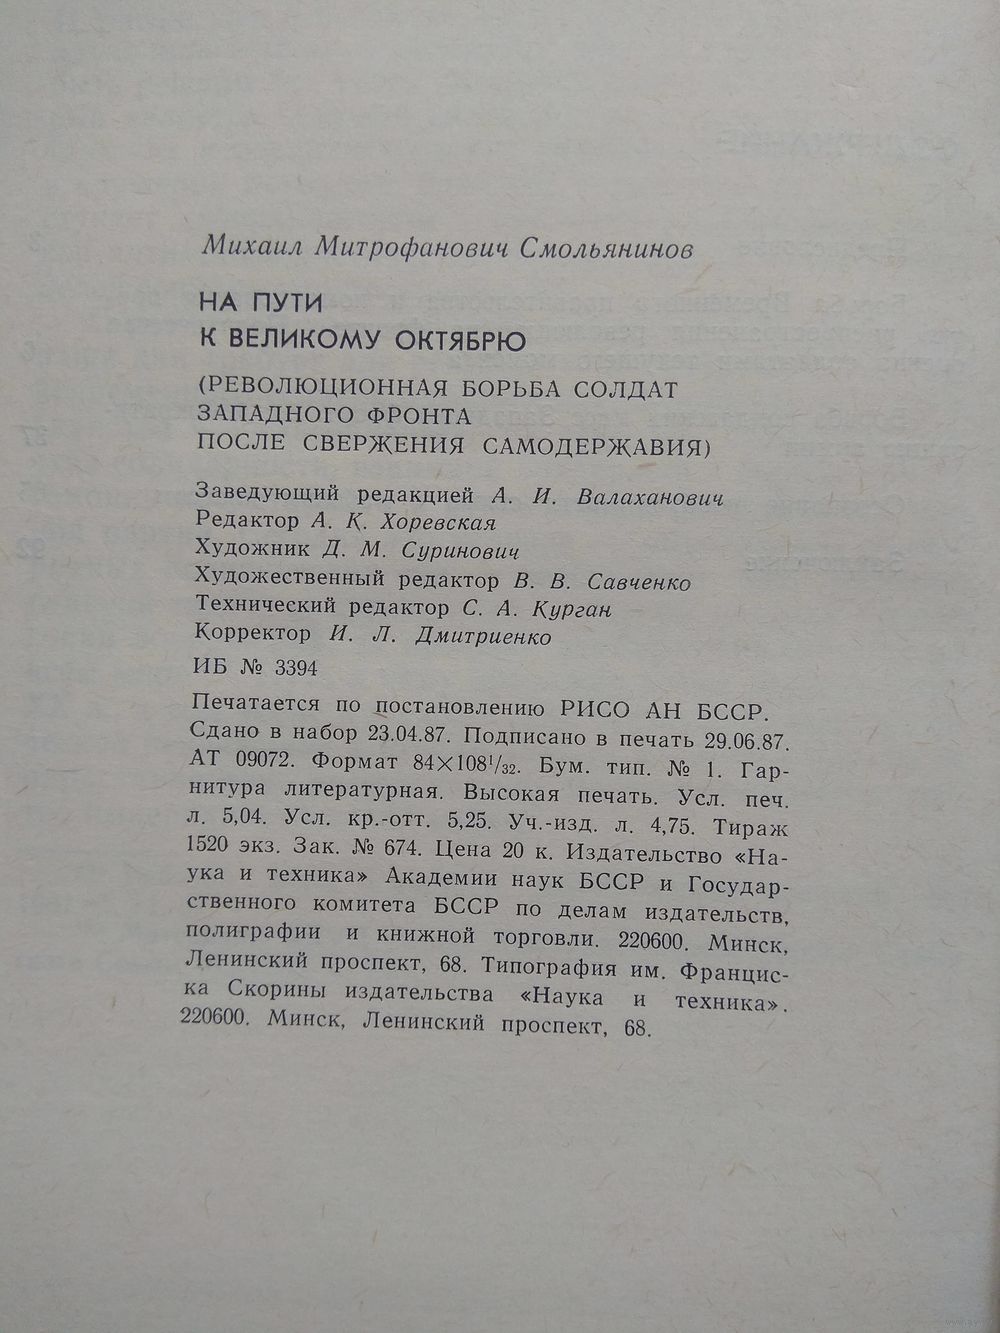 Михаил Митрофанович Смольянинов
НА ПУТИ
К ВЕЛИКОМУ ОКТЯБРЮ
(РЕВОЛЮЦИОННАЯ БОРЬБА СОЛДАТ
ЗАПАДНОГО ФРОНТА
ПОСЛЕ СВЕРЖЕНИЯ САМОДЕРЖАВИЯ)
Заведующий редакцией А. И. Валаханович
Редактор А. К. Хоревская
Художник Д. М. Суринович
Художественный редактор В. В. Савченко
Технический редактор С. А. Курган
Корректор И. Л. Дмитриенко
ИБ № 3394
Печатается по постановлению РИСО АН БССР.
Сдано в набор 23.04.87. Подписано в печать 29.06.87.
АТ 09072. Формат 84×108¹/₃₂. Бум. тип. № 1. Гар-
нитура литературная. Высокая печать. Усл. печ.
л. 5,04. Усл. кр.-отт. 5,25. Уч.-изд. л. 4,75. Тираж
1520 экз. Зак. № 674. Цена 20 к. Издательство «На-
ука и техника» Академии наук БССР и Государ-
ственного комитета БССР по делам издательств,
полиграфии и книжной торговли. 220600. Минск,
Ленинский проспект, 68. Типография им. Францис-
ка Скорины издательства «Наука и техника».
220600. Минск, Ленинский проспект, 68.